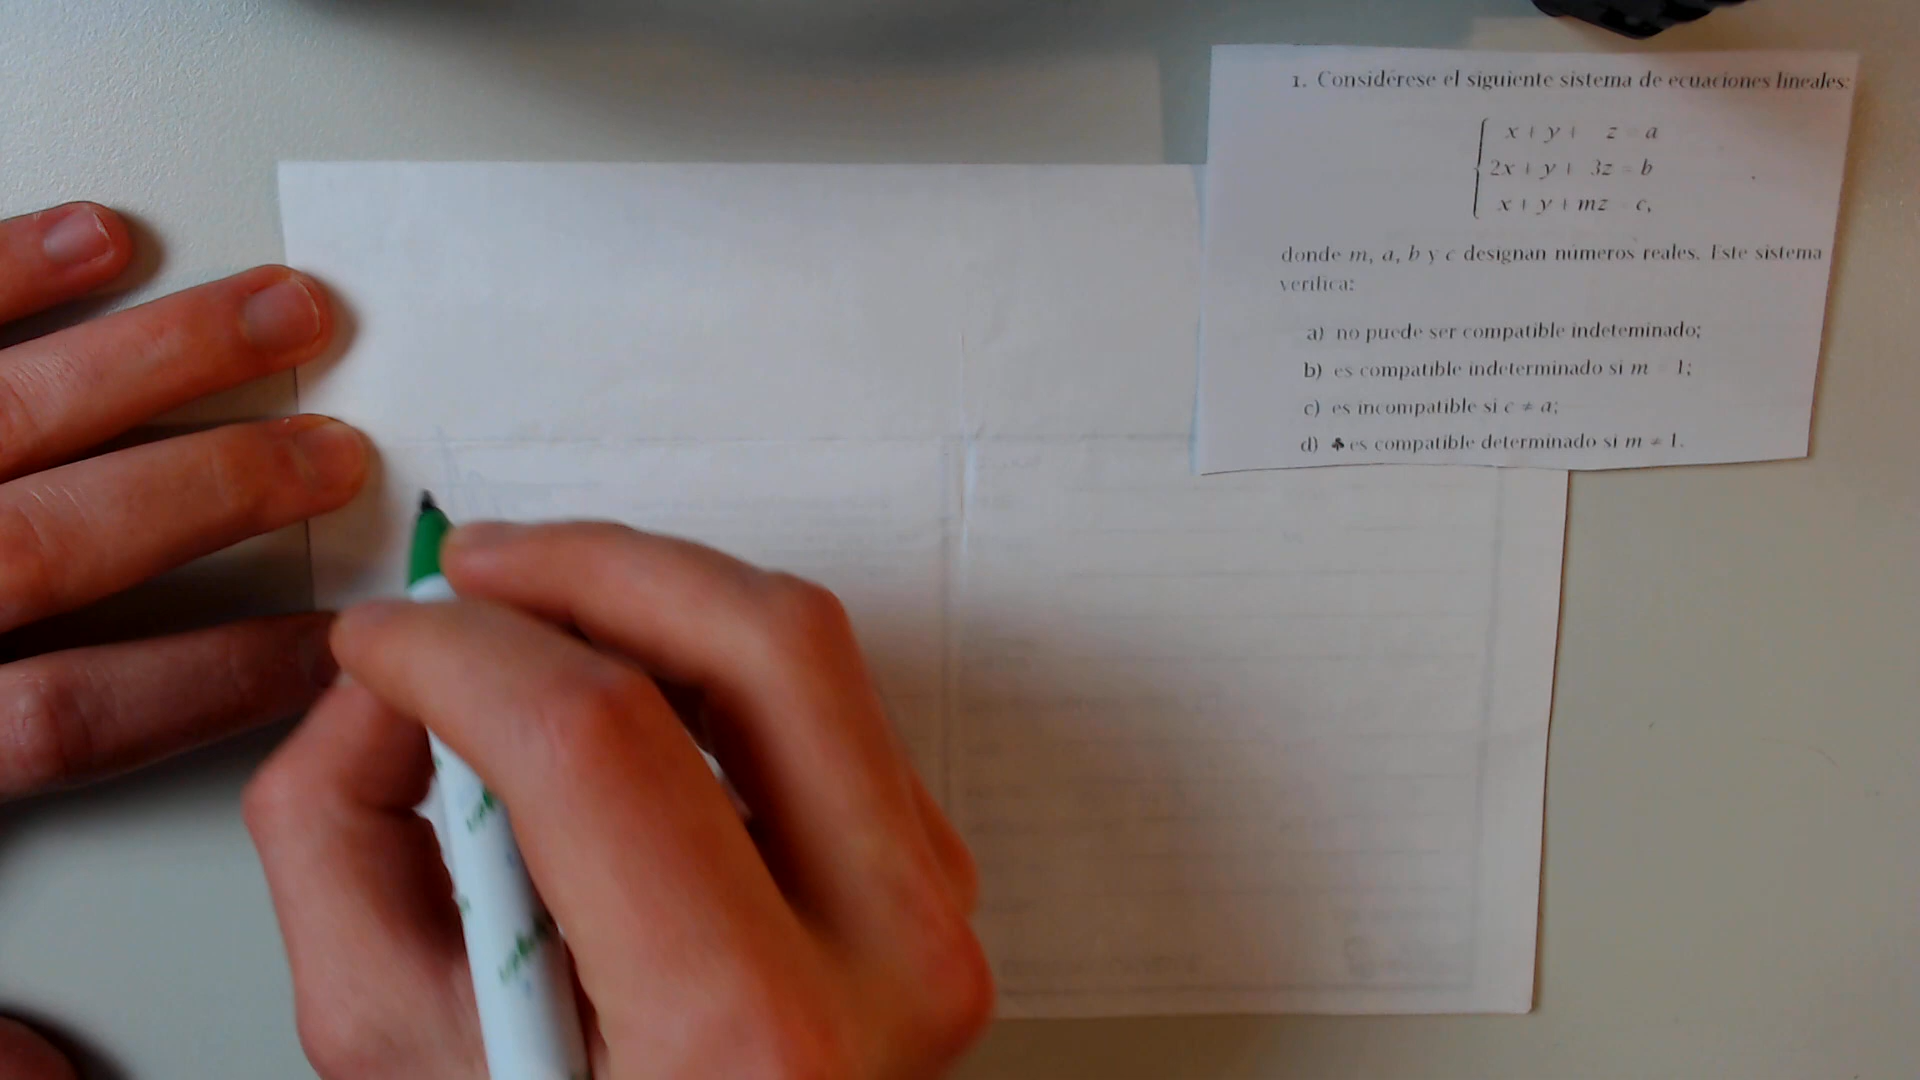 1. Considérese el siguiente sistema de ecuaciones lineales:
x + y + z = a
2x + y + 3z = b
x + y + mz = c,
donde m, a, b y c designan números reales. Este sistema
verifica:
a) no puede ser compatible indeteminado;
b) es compatible indeterminado si m = 1;
c) es incompatible si c ≠ a;
d) ♣ es compatible determinado si m ≠ 1.